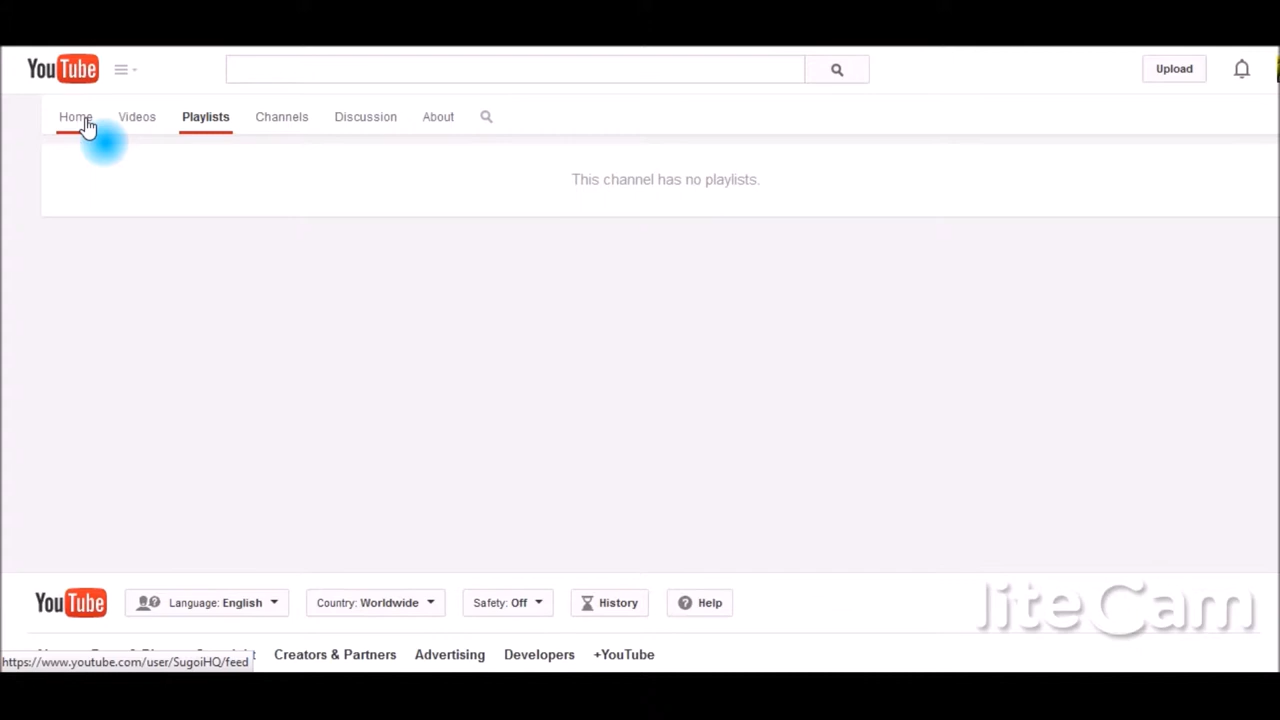 YouTube
Upload
Home Videos Playlists Channels Discussion About
This channel has no playlists.
YouTube Language: English Country: Worldwide Safety: Off History Help
liteCam
Creators & Partners Advertising Developers +YouTube
https://www.youtube.com/user/SugoiHQ/feed